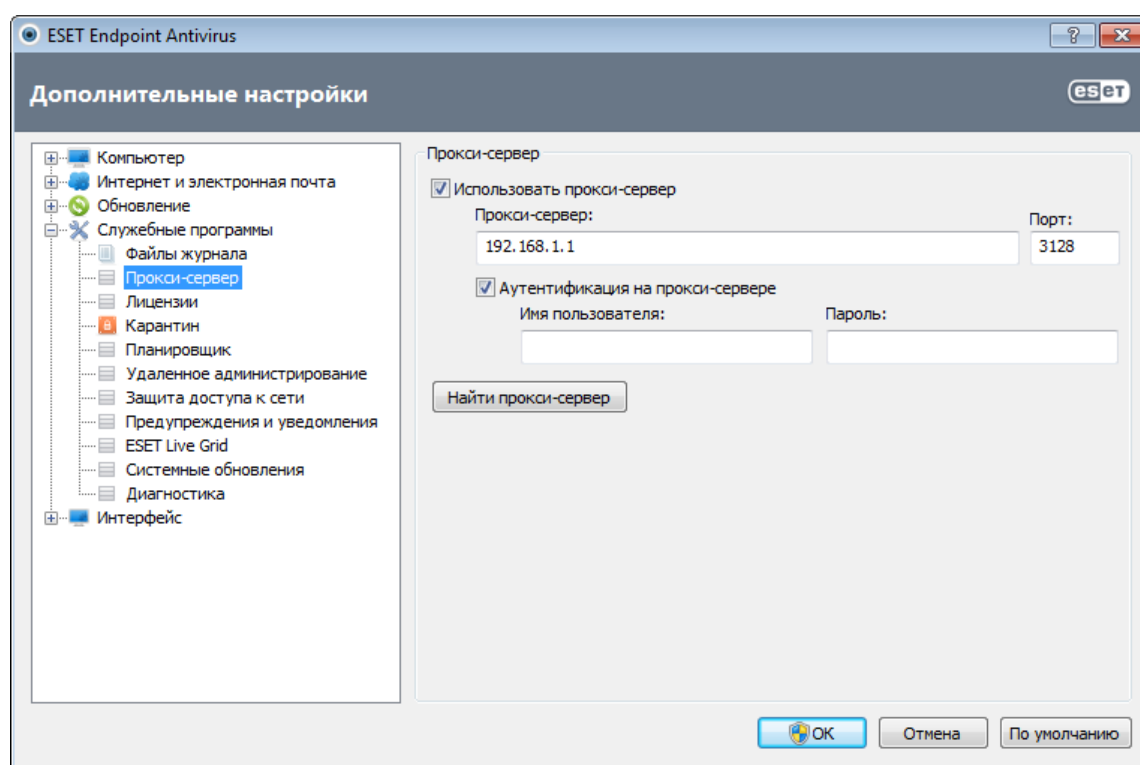 ESET Endpoint Antivirus
Дополнительные настройки
eset
Компьютер
Интернет и электронная почта
Обновление
Служебные программы
Файлы журнала
Прокси-сервер
Лицензии
Карантин
Планировщик
Удаленное администрирование
Защита доступа к сети
Предупреждения и уведомления
ESET Live Grid
Системные обновления
Диагностика
Интерфейс
Прокси-сервер
Использовать прокси-сервер
Прокси-сервер: Порт:
192.168.1.1 3128
Аутентификация на прокси-сервере
Имя пользователя: Пароль:
Найти прокси-сервер
OK Отмена По умолчанию